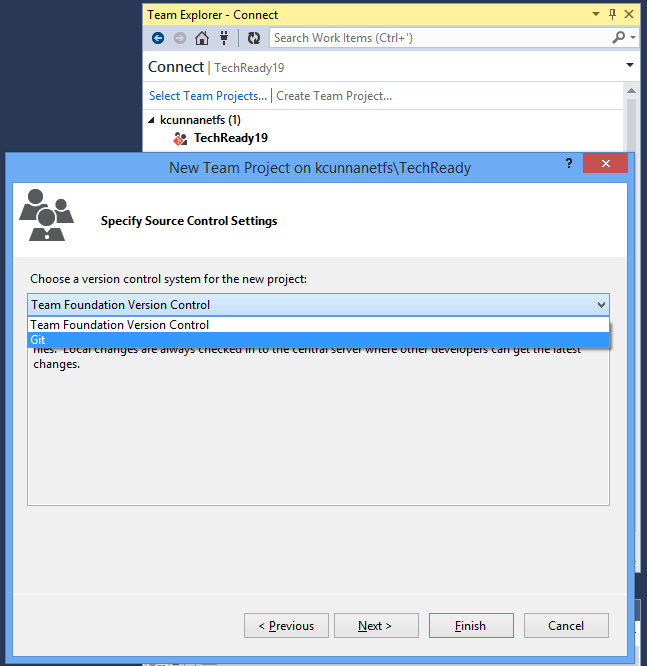 Team Explorer - Connect
Search Work Items (Ctrl+')
Connect | TechReady19
Select Team Projects... | Create Team Project...
kcunnanetfs (1)
TechReady19
New Team Project on kcunnanetfs\TechReady
?
Specify Source Control Settings
Choose a version control system for the new project:
Team Foundation Version Control
Team Foundation Version Control
Git
files. Local changes are always checked in to the central server where other developers can get the latest
changes.
< Previous
Next >
Finish
Cancel